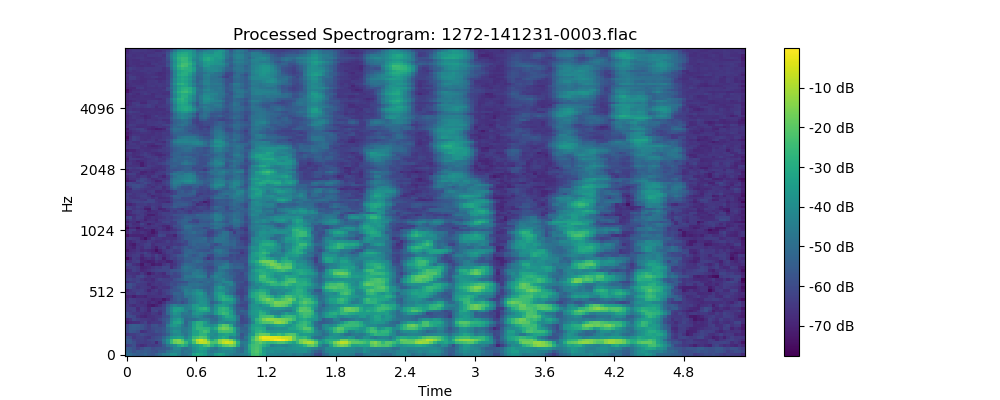 Processed Spectrogram: 1272-141231-0003.flac
4096
2048
1024
512
0
Hz
0 0.6 1.2 1.8 2.4 3 3.6 4.2 4.8
Time
-10 dB
-20 dB
-30 dB
-40 dB
-50 dB
-60 dB
-70 dB